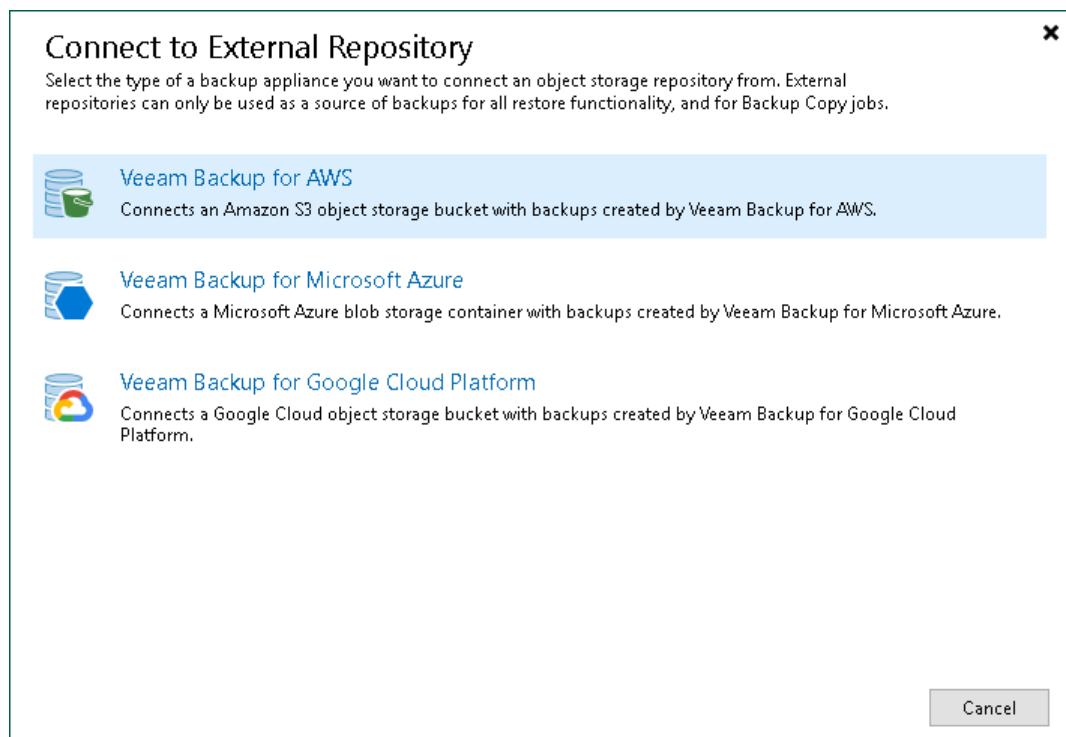 Connect to External Repository
Select the type of a backup appliance you want to connect an object storage repository from. External
repositories can only be used as a source of backups for all restore functionality, and for Backup Copy jobs.
Veeam Backup for AWS
Connects an Amazon S3 object storage bucket with backups created by Veeam Backup for AWS.
Veeam Backup for Microsoft Azure
Connects a Microsoft Azure blob storage container with backups created by Veeam Backup for Microsoft Azure.
Veeam Backup for Google Cloud Platform
Connects a Google Cloud object storage bucket with backups created by Veeam Backup for Google Cloud
Platform.
Cancel